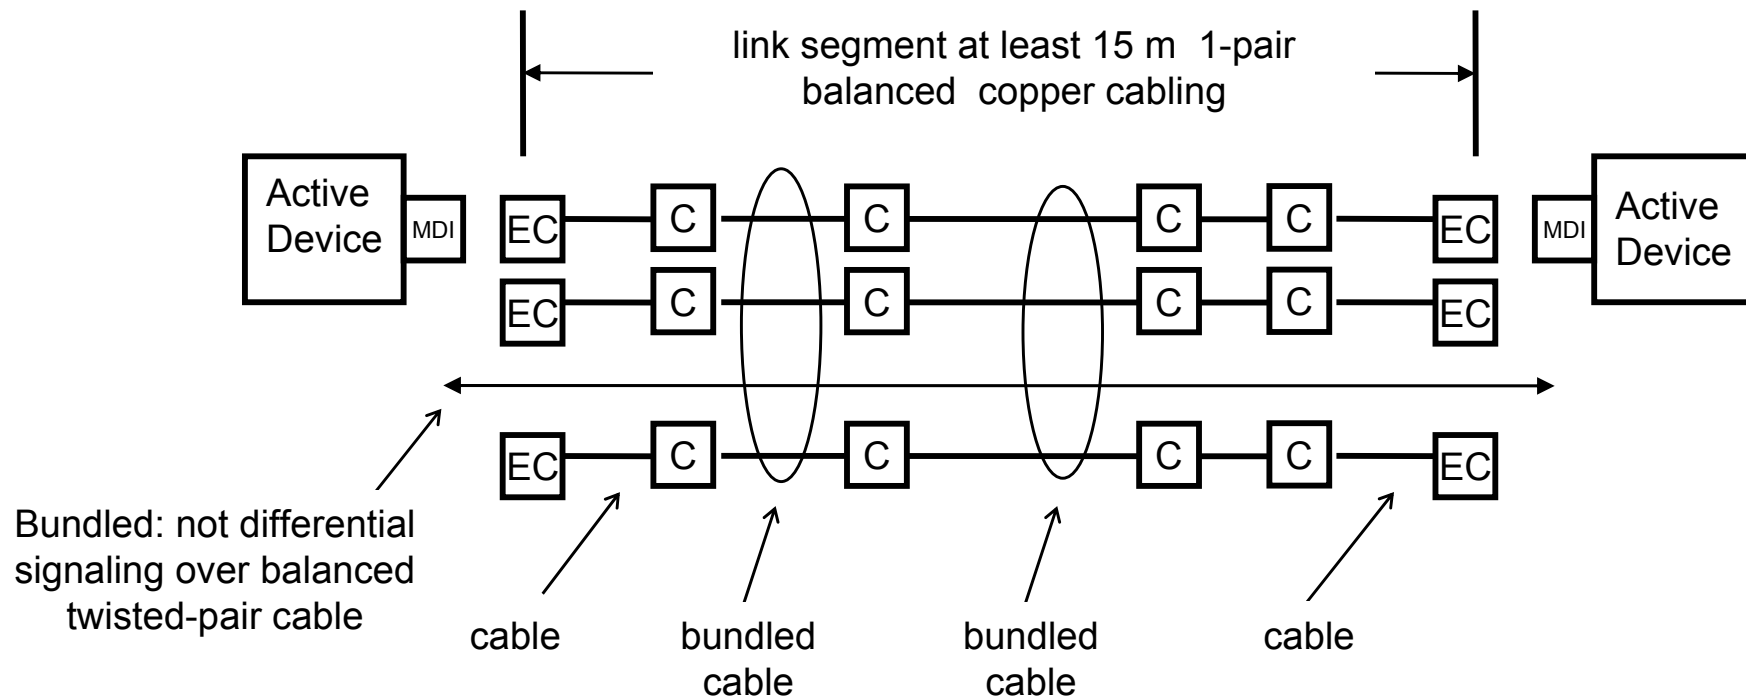 link segment at least 15 m 1-pair
balanced copper cabling
Active
Device
MDI
EC
C
C
C
C
EC
MDI
Active
Device
EC
C
C
C
C
EC
EC
C
C
C
C
EC
Bundled: not differential
signaling over balanced
twisted-pair cable
cable
bundled
cable
bundled
cable
cable